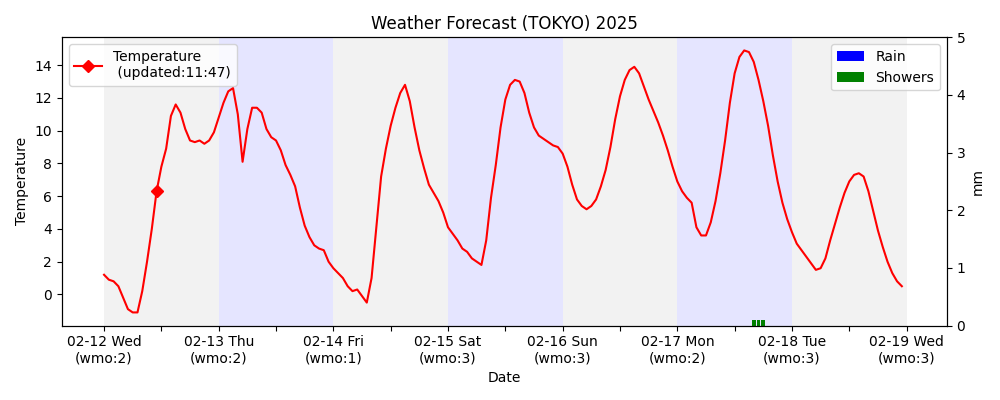 Weather Forecast (TOKYO) 2025
Temperature
(updated:11:47)
Rain
Showers
Temperature
14
12
10
8
6
4
2
0
5
4
3
2
1
0
mm
02-12 Wed
(wmo:2)
02-13 Thu
(wmo:2)
02-14 Fri
(wmo:1)
02-15 Sat
(wmo:3)
02-16 Sun
(wmo:3)
02-17 Mon
(wmo:2)
02-18 Tue
(wmo:3)
02-19 Wed
(wmo:3)
Date